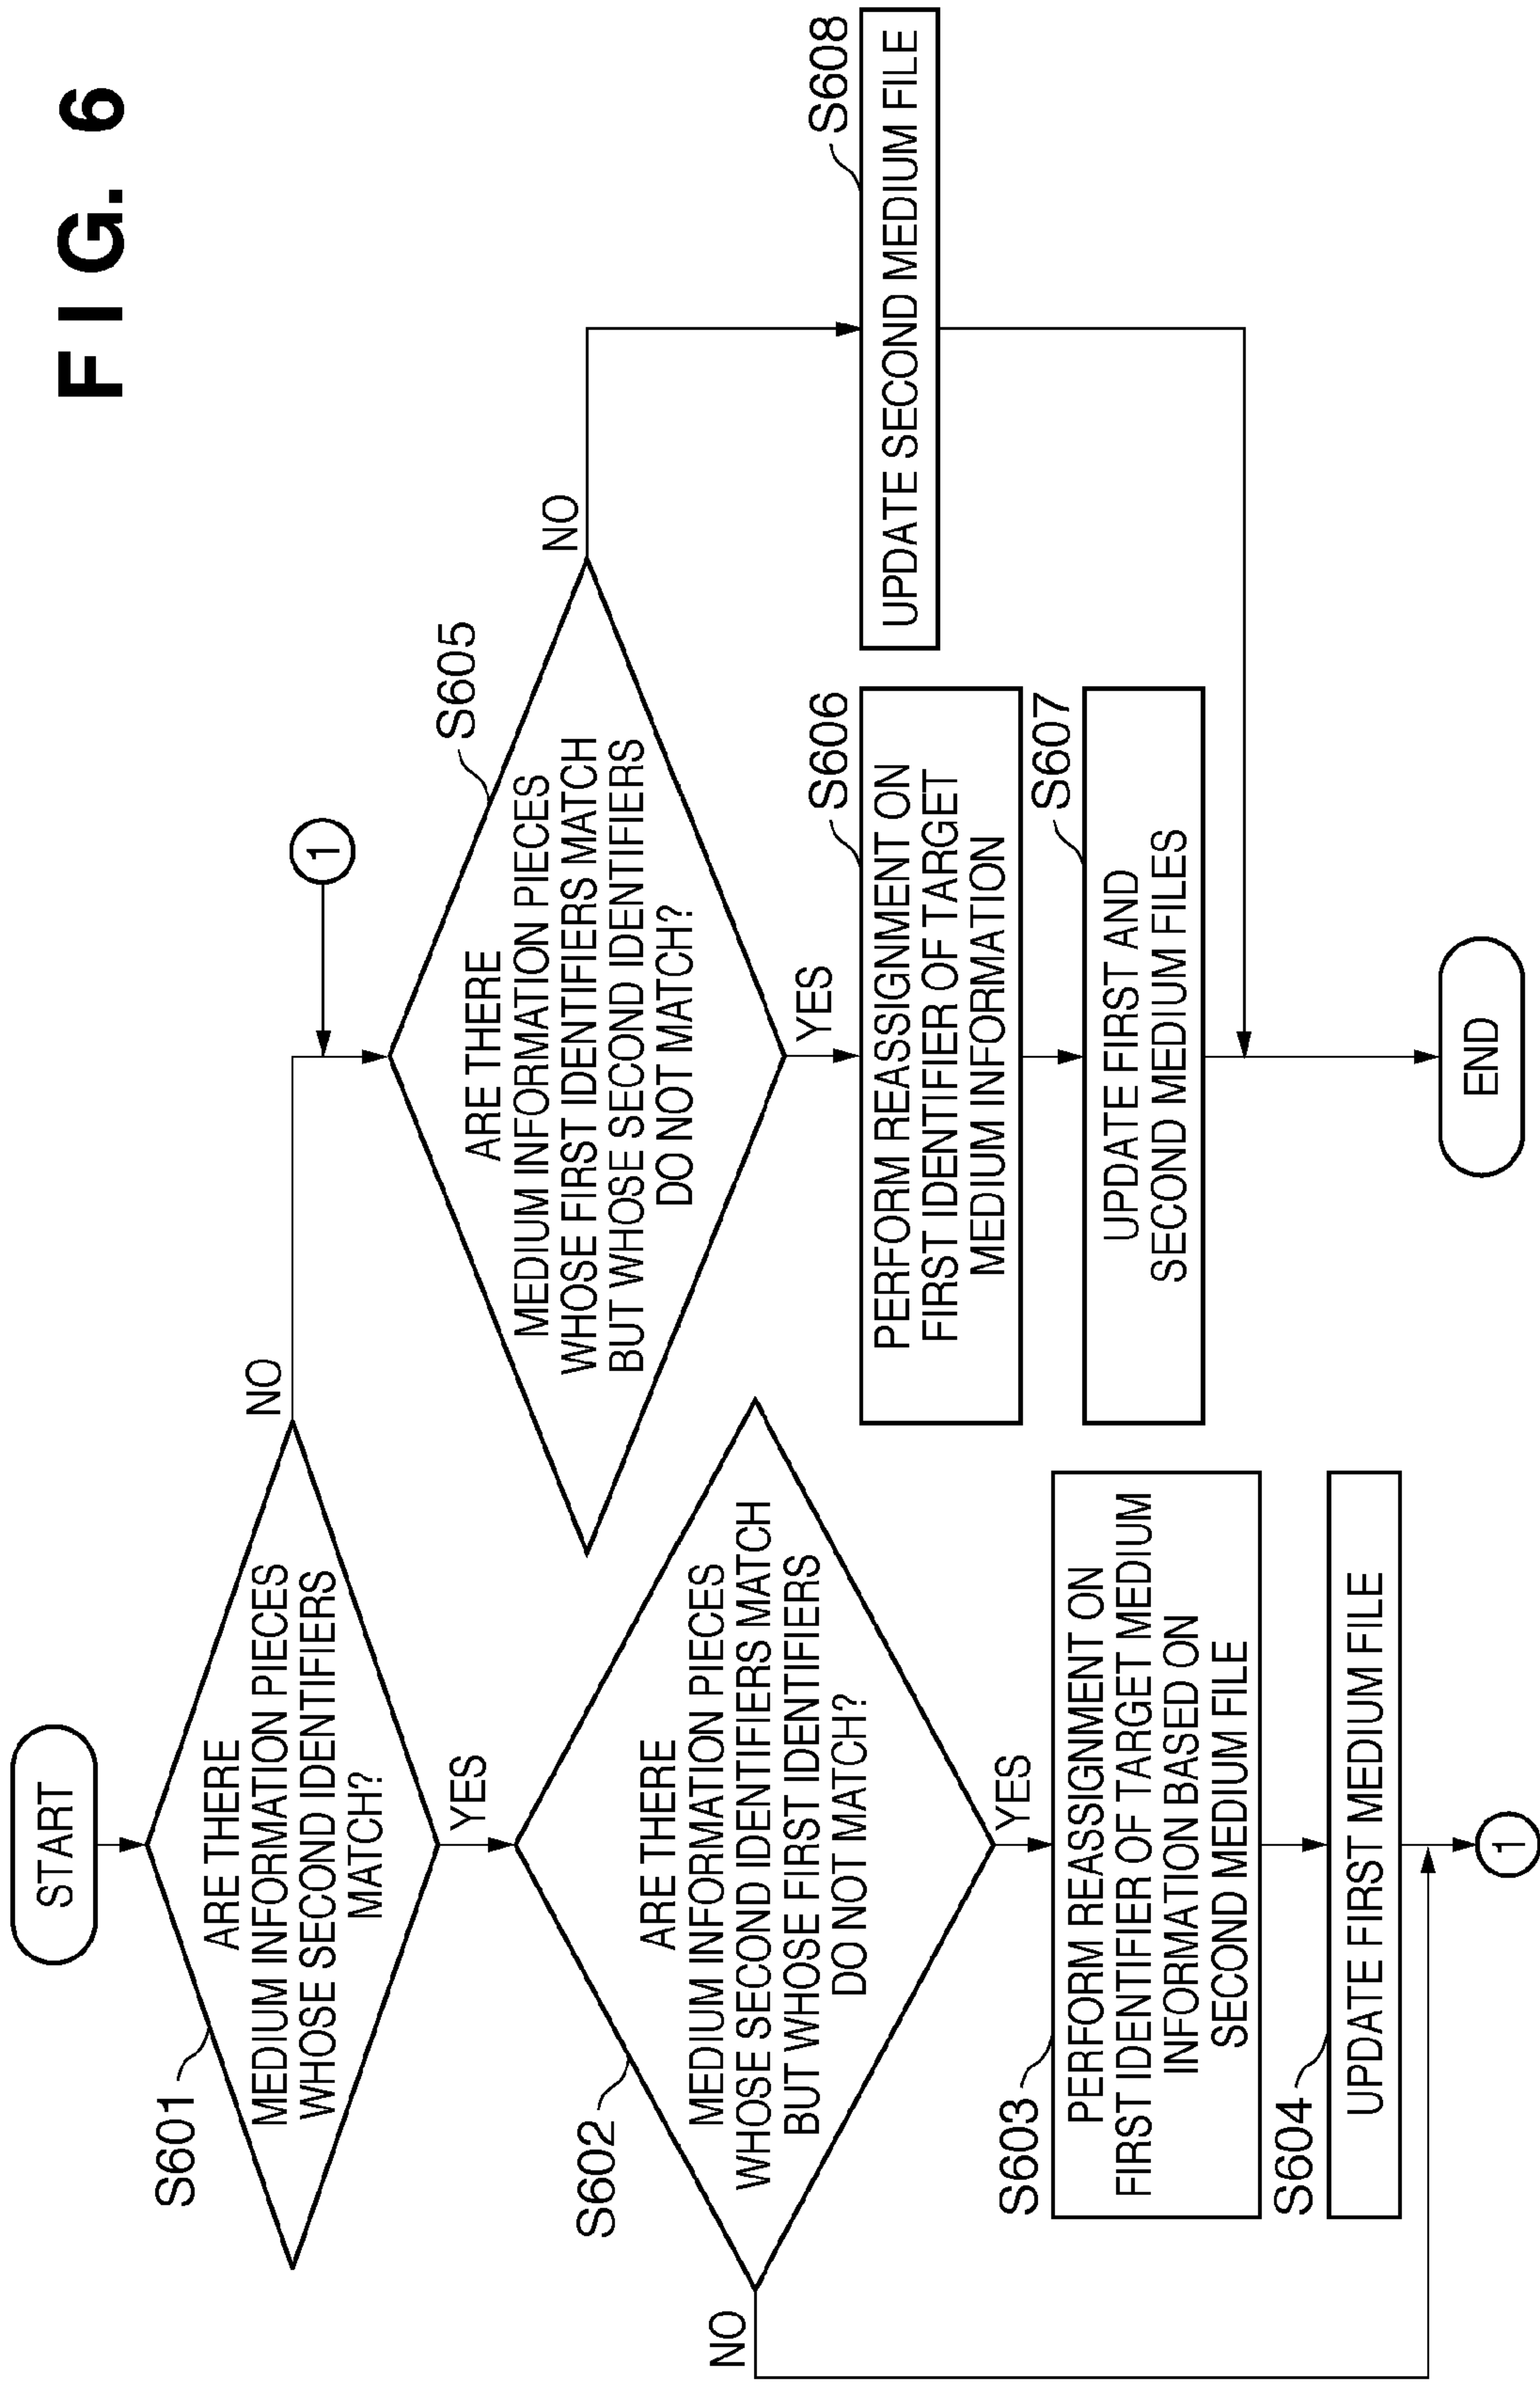 FIG. 6
START
S601
ARE THERE
MEDIUM INFORMATION PIECES
WHOSE SECOND IDENTIFIERS
MATCH?
NO
YES
S602
ARE THERE
MEDIUM INFORMATION PIECES
WHOSE SECOND IDENTIFIERS MATCH
BUT WHOSE FIRST IDENTIFIERS
DO NOT MATCH?
NO
YES
S603
PERFORM REASSIGNMENT ON
FIRST IDENTIFIER OF TARGET MEDIUM
INFORMATION BASED ON
SECOND MEDIUM FILE
S604
UPDATE FIRST MEDIUM FILE
1
1
S605
ARE THERE
MEDIUM INFORMATION PIECES
WHOSE FIRST IDENTIFIERS MATCH
BUT WHOSE SECOND IDENTIFIERS
DO NOT MATCH?
NO
YES
S606
PERFORM REASSIGNMENT ON
FIRST IDENTIFIER OF TARGET
MEDIUM INFORMATION
S607
UPDATE FIRST AND
SECOND MEDIUM FILES
S608
UPDATE SECOND MEDIUM FILE
END